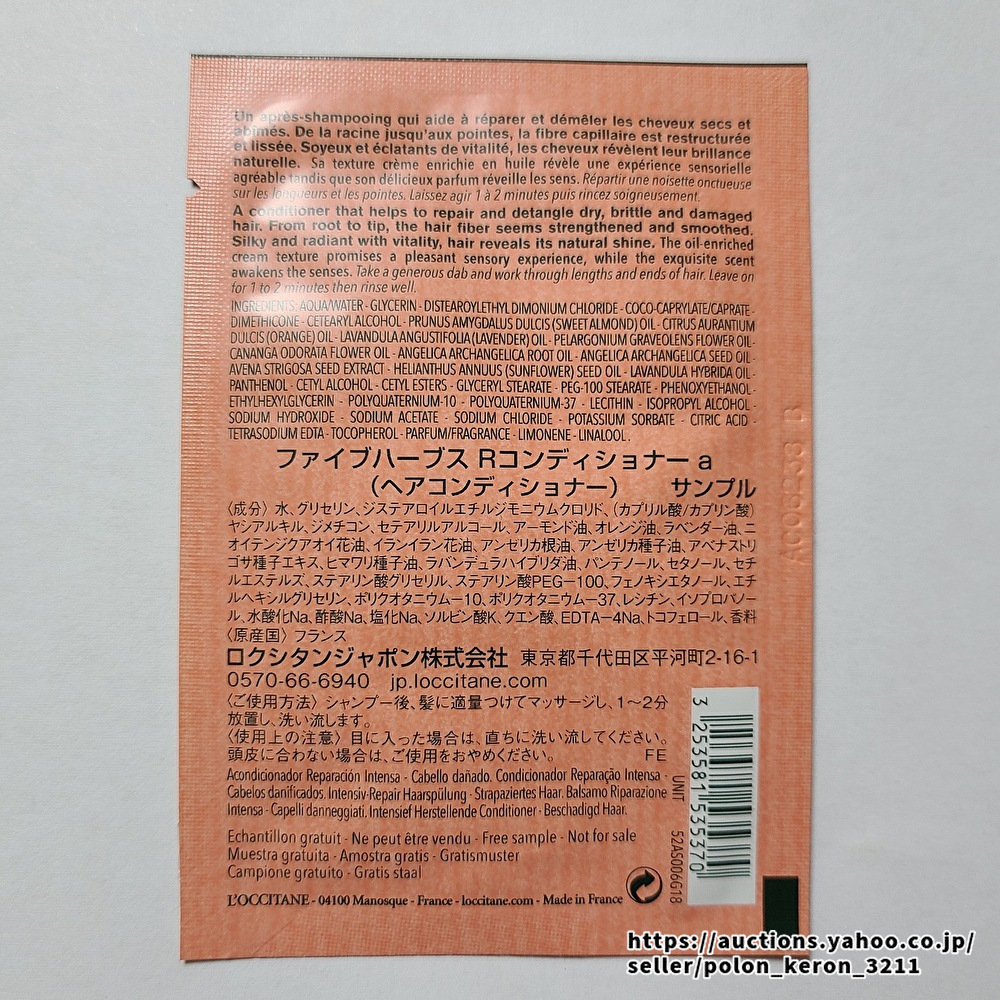 Un après-shampooing qui aide à réparer et démêler les cheveux secs et
abîmés. De la racine jusqu'aux pointes, la fibre capillaire est restructurée
et lissée. Soyeux et éclatants de vitalité, les cheveux révèlent leur brillance
naturelle. Sa texture crème enrichie en huile révèle une expérience sensorielle
agréable tandis que son délicieux parfum réveille les sens. Répartir une noisette onctueuse
sur les longueurs et les pointes. Laissez agir 1 à 2 minutes puis rincez soigneusement.
A conditioner that helps to repair and detangle dry, brittle and damaged
hair. From root to tip, the hair fiber seems strengthened and smoothed.
Silky and radiant with vitality, hair reveals its natural shine. The oil-enriched
cream texture promises a pleasant sensory experience, while the exquisite scent
awakens the senses. Take a generous dab and work through lengths and ends of hair. Leave on
for 1 to 2 minutes then rinse well.
INGREDIENTS: AQUA/WATER - GLYCERIN - DISTEAROYLETHYL DIMONIUM CHLORIDE - COCO-CAPRYLATE/CAPRATE -
DIMETHICONE - CETEARYL ALCOHOL - PRUNUS AMYGDALUS DULCIS (SWEET ALMOND) OIL - CITRUS AURANTIUM
DULCIS (ORANGE) OIL - LAVANDULA ANGUSTIFOLIA (LAVENDER) OIL - PELARGONIUM GRAVEOLENS FLOWER OIL -
CANANGA ODORATA FLOWER OIL - ANGELICA ARCHANGELICA ROOT OIL - ANGELICA ARCHANGELICA SEED OIL -
AVENA STRIGOSA SEED EXTRACT - HELIANTHUS ANNUUS (SUNFLOWER) SEED OIL - LAVANDULA HYBRIDA OIL -
PANTHENOL - CETYL ALCOHOL - CETYL ESTERS - GLYCERYL STEARATE - PEG-100 STEARATE - PHENOXYETHANOL -
ETHYLHEXYLGLYCERIN - POLYQUATERNIUM-10 - POLYQUATERNIUM-37 - LECITHIN - ISOPROPYL ALCOHOL -
SODIUM HYDROXIDE - SODIUM ACETATE - SODIUM CHLORIDE - POTASSIUM SORBATE - CITRIC ACID -
TETRASODIUM EDTA - TOCOPHEROL - PARFUM/FRAGRANCE - LIMONENE - LINALOOL.
ファイブハーブス Rコンディショナー a
（ヘアコンディショナー） サンプル
〈成分〉水、グリセリン、ジステアロイルエチルジモニウムクロリド、（カプリル酸/カプリン酸）
ヤシアルキル、ジメチコン、セテアリルアルコール、アーモンド油、オレンジ油、ラベンダー油、ニ
オイテンジクアオイ花油、イランイラン花油、アンゼリカ根油、アンゼリカ種子油、アベナストリ
ゴサ種子エキス、ヒマワリ種子油、ラバンデュラハイブリダ油、パンテノール、セタノール、セチ
ルエステルズ、ステアリン酸グリセリル、ステアリン酸PEG－100、フェノキシエタノール、エチ
ルヘキシルグリセリン、ポリクオタニウム－10、ポリクオタニウム－37、レシチン、イソプロパノー
ル、水酸化Na、酢酸Na、塩化Na、ソルビン酸K、クエン酸、EDTA－4Na、トコフェロール、香料
〈原産国〉フランス
ロクシタンジャポン株式会社 東京都千代田区平河町2-16-1
0570-66-6940 jp.loccitane.com
〈ご使用方法〉シャンプー後、髪に適量つけてマッサージし、1～2分
放置し、洗い流します。
〈使用上の注意〉目に入った場合は、直ちに洗い流してください。
頭皮に合わない場合は、ご使用をおやめください。 FE
Acondicionador Reparación Intensa - Cabello dañado. Condicionador Reparação Intensa -
Cabelos danificados. Intensiv-Repair Haarspülung - Strapaziertes Haar. Balsamo Riparazione
Intensa - Capelli danneggiati. Intensief Herstellende Conditioner - Beschadigd Haar.
Echantillon gratuit - Ne peut être vendu - Free sample - Not for sale
Muestra gratuita - Amostra gratis - Gratismuster
Campione gratuito - Gratis staal
L'OCCITANE - 04100 Manosque - France - loccitane.com - Made in France
UNIT 52AS006G18
3 253581 535370
https://auctions.yahoo.co.jp/
seller/polon_keron_3211